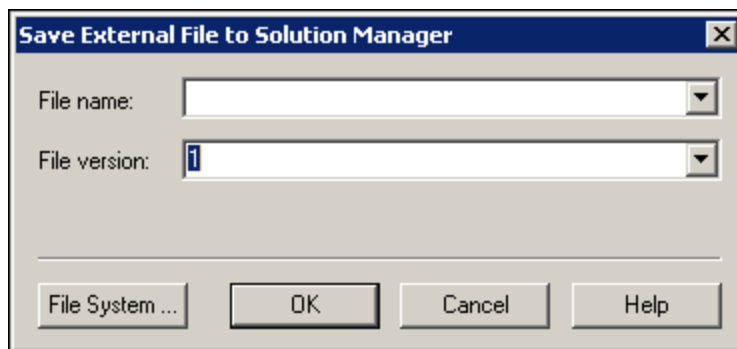 Save External File to Solution Manager
File name:
File version: 1
File System ... OK Cancel Help